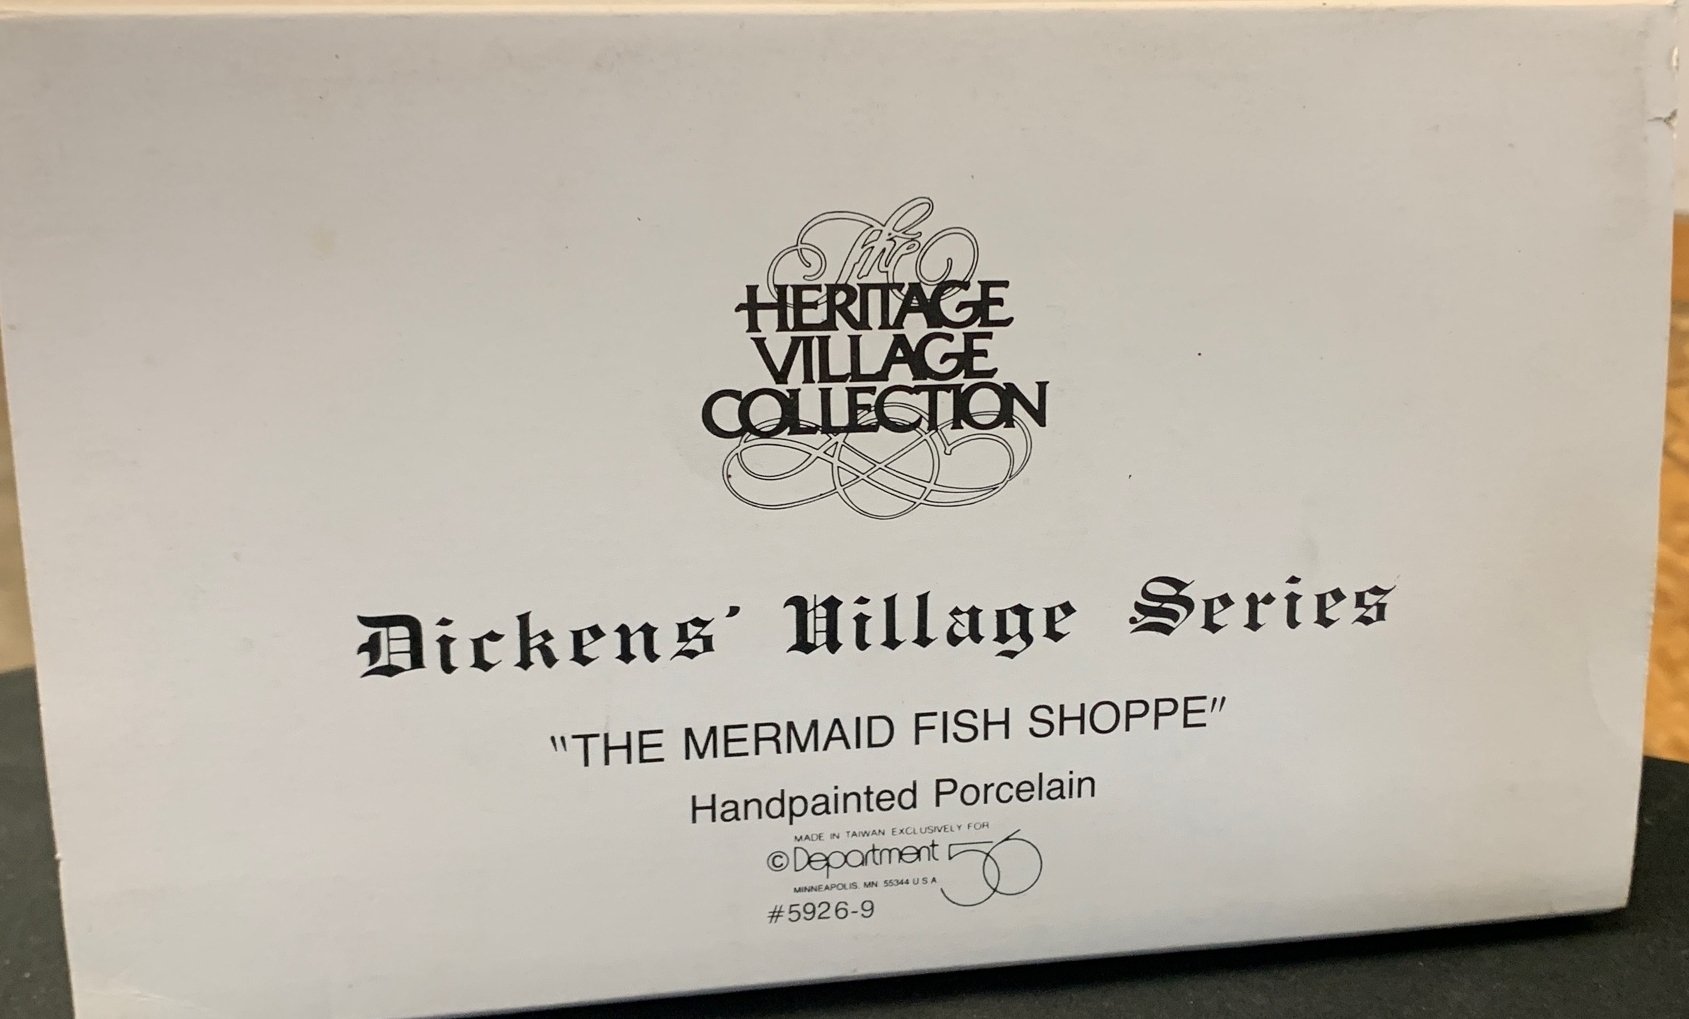 The
HERITAGE
VILLAGE
COLLECTION
Dickens' Village Series
"THE MERMAID FISH SHOPPE"
Handpainted Porcelain
MADE IN TAIWAN EXCLUSIVELY FOR
©Department 56
MINNEAPOLIS, MN 55344 U S A
#5926-9